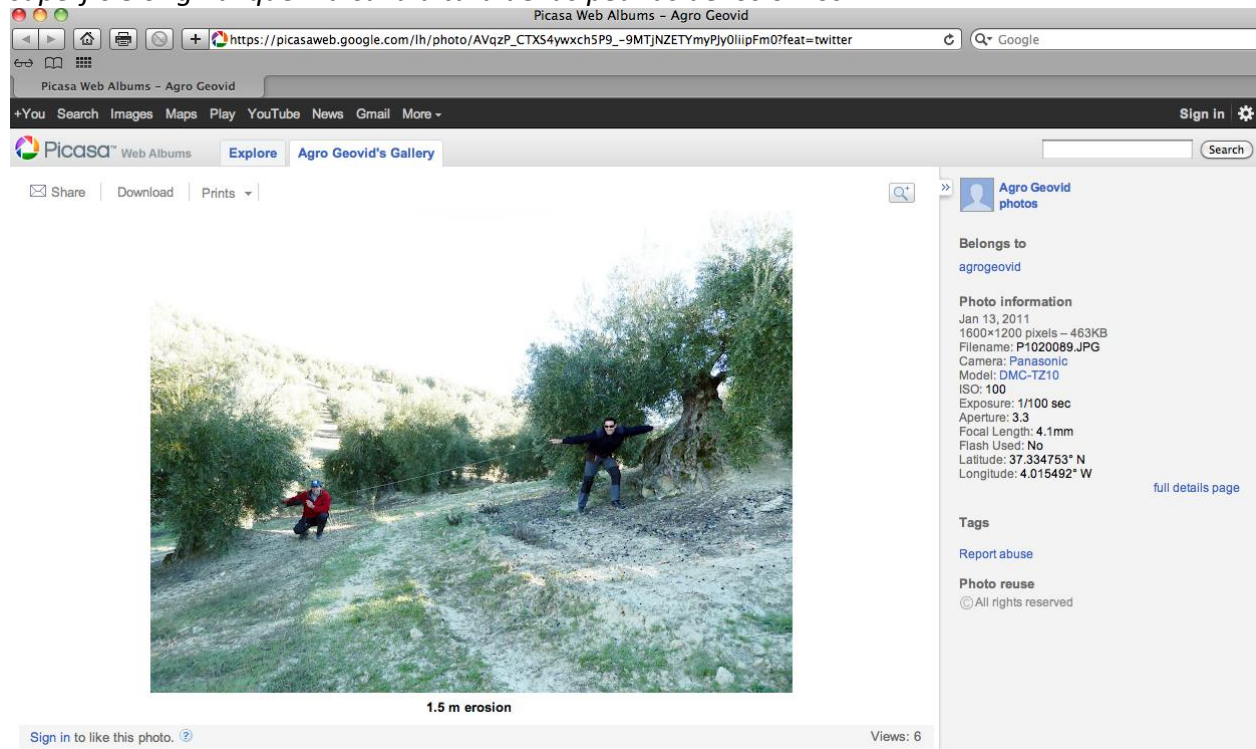 Picasa Web Albums – Agro Geovid
https://picasaweb.google.com/lh/photo/AVqzP_CTXS4ywxch5P9_-9MTjNZETYmyPJy0liipFm0?feat=twitter
Google
Picasa Web Albums – Agro Geovid
+You Search Images Maps Play YouTube News Gmail More
Sign in
Picasa™ Web Albums Explore Agro Geovid's Gallery
Search
Share Download Prints
Agro Geovid
photos
Belongs to
agrogeovid
Photo information
Jan 13, 2011
1600×1200 pixels – 463KB
Filename: P1020089.JPG
Camera: Panasonic
Model: DMC-TZ10
ISO: 100
Exposure: 1/100 sec
Aperture: 3.3
Focal Length: 4.1mm
Flash Used: No
Latitude: 37.334753° N
Longitude: 4.015492° W
full details page
Tags
Report abuse
Photo reuse
© All rights reserved
1.5 m erosion
Sign in to like this photo. ?
Views: 6